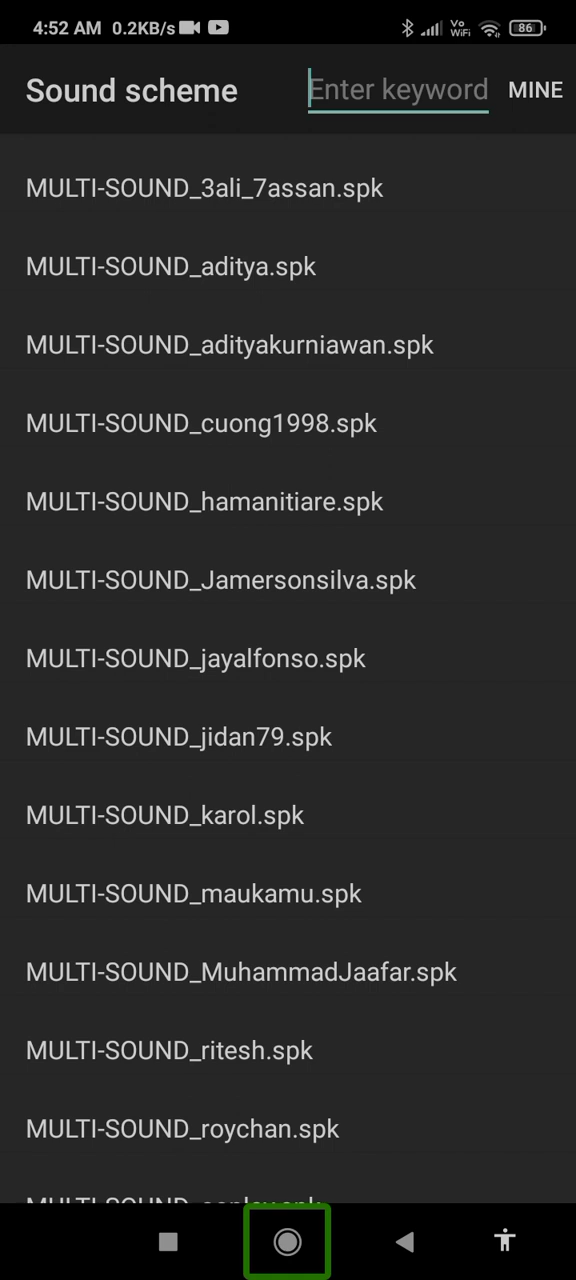 4:52 AM 0.2KB/s
Vo WiFi 86
Sound scheme Enter keyword MINE
MULTI-SOUND_3ali_7assan.spk
MULTI-SOUND_aditya.spk
MULTI-SOUND_adityakurniawan.spk
MULTI-SOUND_cuong1998.spk
MULTI-SOUND_hamanitiare.spk
MULTI-SOUND_Jamersonsilva.spk
MULTI-SOUND_jayalfonso.spk
MULTI-SOUND_jidan79.spk
MULTI-SOUND_karol.spk
MULTI-SOUND_maukamu.spk
MULTI-SOUND_MuhammadJaafar.spk
MULTI-SOUND_ritesh.spk
MULTI-SOUND_roychan.spk